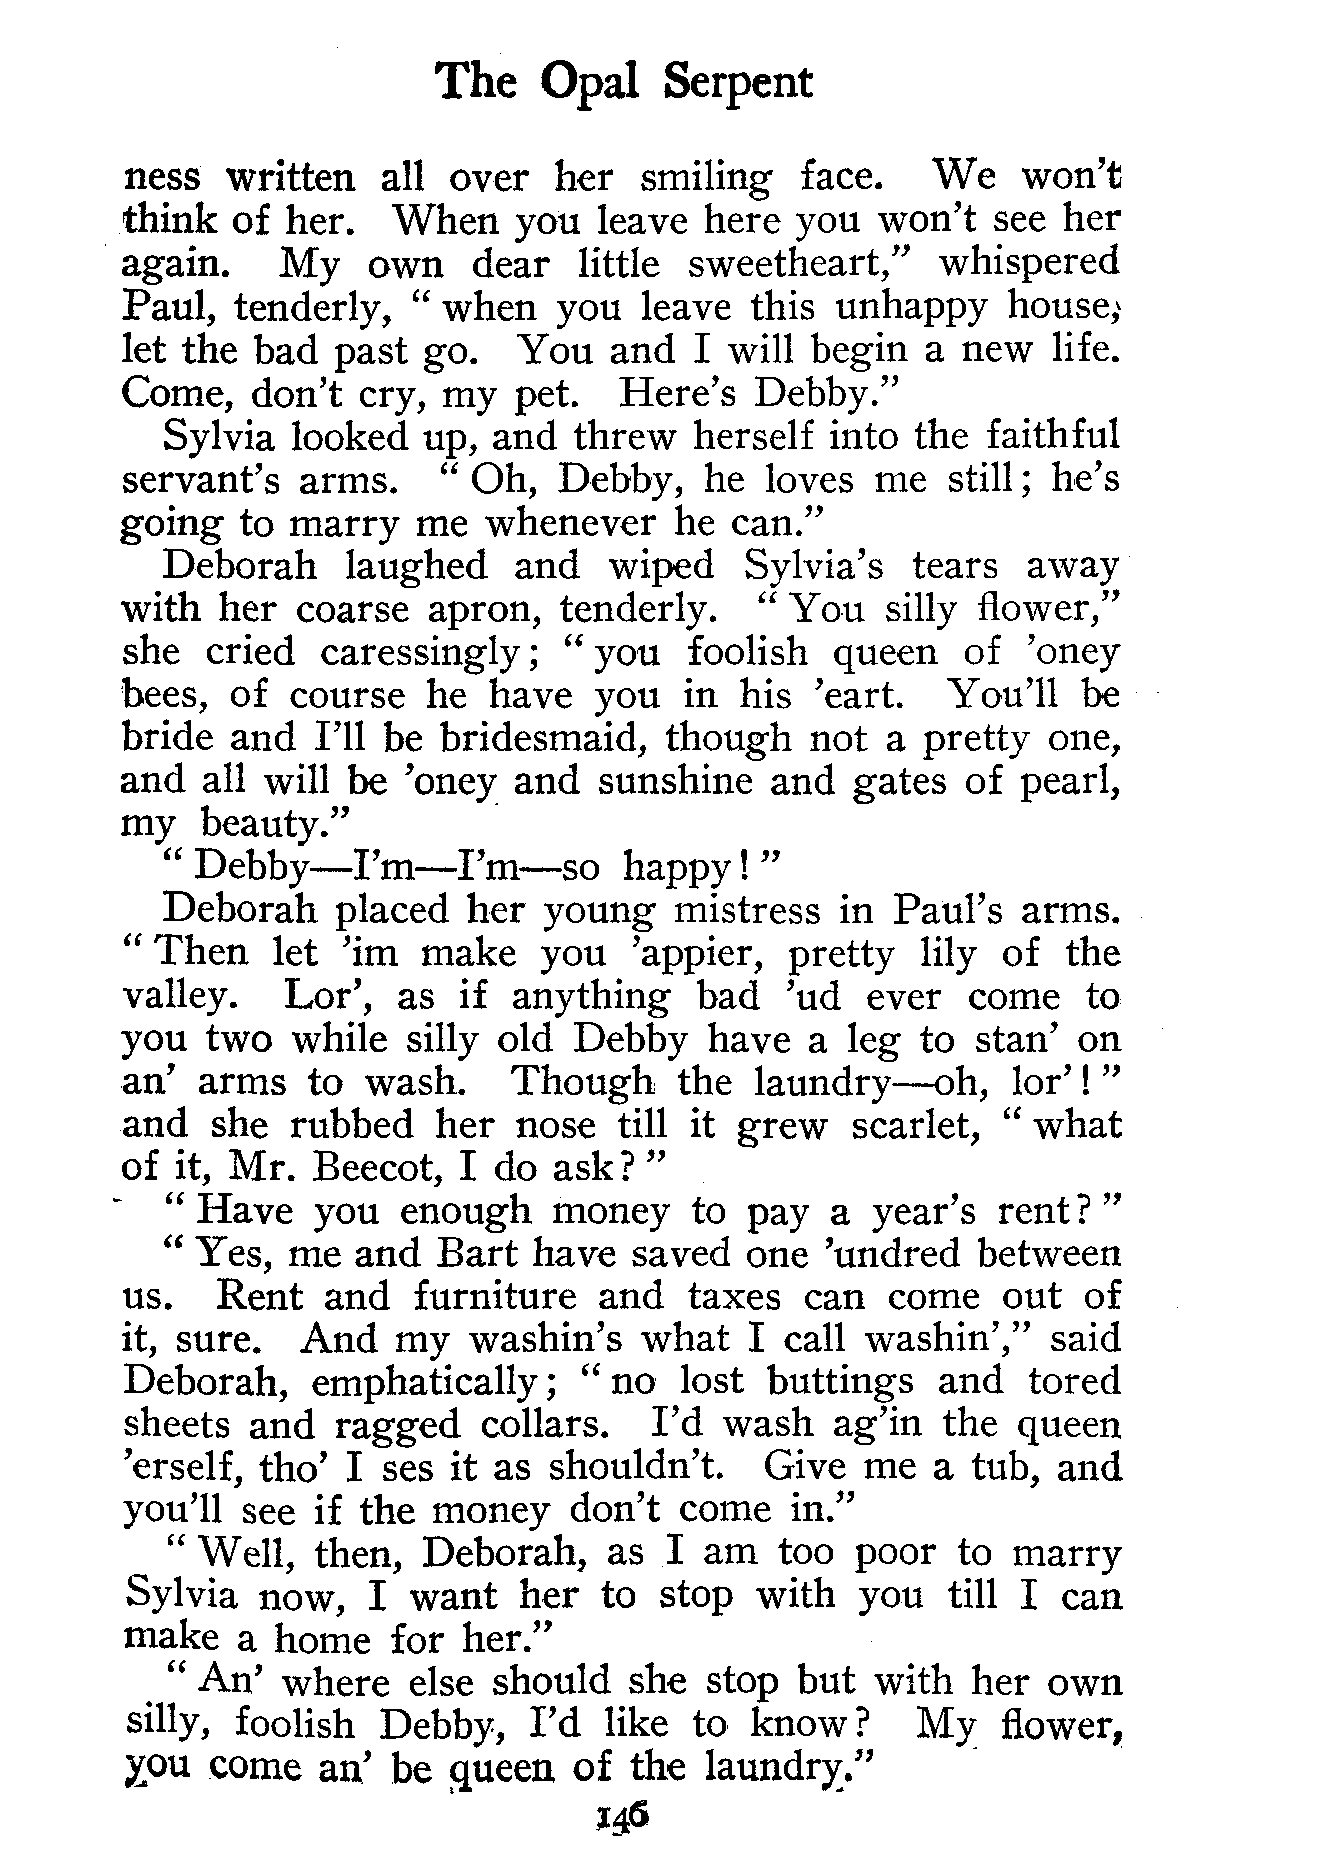 The Opal Serpent
ness written all over her smiling face. We won't
think of her. When you leave here you won't see her
again. My own dear little sweetheart," whispered
Paul, tenderly, "when you leave this unhappy house,
let the bad past go. You and I will begin a new life.
Come, don't cry, my pet. Here's Debby."
Sylvia looked up, and threw herself into the faithful
servant's arms. "Oh, Debby, he loves me still; he's
going to marry me whenever he can."
Deborah laughed and wiped Sylvia's tears away
with her coarse apron, tenderly. "You silly flower,"
she cried caressingly; "you foolish queen of 'oney
bees, of course he have you in his 'eart. You'll be
bride and I'll be bridesmaid, though not a pretty one,
and all will be 'oney and sunshine and gates of pearl,
my beauty."
"Debby—I'm—I'm—so happy!"
Deborah placed her young mistress in Paul's arms.
"Then let 'im make you 'appier, pretty lily of the
valley. Lor', as if anything bad 'ud ever come to
you two while silly old Debby have a leg to stan' on
an' arms to wash. Though the laundry—oh, lor'!"
and she rubbed her nose till it grew scarlet, "what
of it, Mr. Beecot, I do ask?"
"Have you enough money to pay a year's rent?"
"Yes, me and Bart have saved one 'undred between
us. Rent and furniture and taxes can come out of
it, sure. And my washin's what I call washin'," said
Deborah, emphatically; "no lost buttings and tored
sheets and ragged collars. I'd wash ag'in the queen
'erself, tho' I ses it as shouldn't. Give me a tub, and
you'll see if the money don't come in."
"Well, then, Deborah, as I am too poor to marry
Sylvia now, I want her to stop with you till I can
make a home for her."
"An' where else should she stop but with her own
silly, foolish Debby, I'd like to know? My flower,
you come an' be queen of the laundry."
146